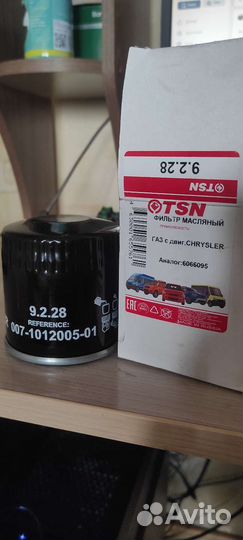 9.2.28
TSN
TSN
ФИЛЬТР МАСЛЯНЫЙ
ПРИМЕНЯЕМОСТЬ:
ГАЗ с двиг.CHRYSLER
Аналог:6066095
9.2.28
REFERENCE:
007-1012005-01
Avito